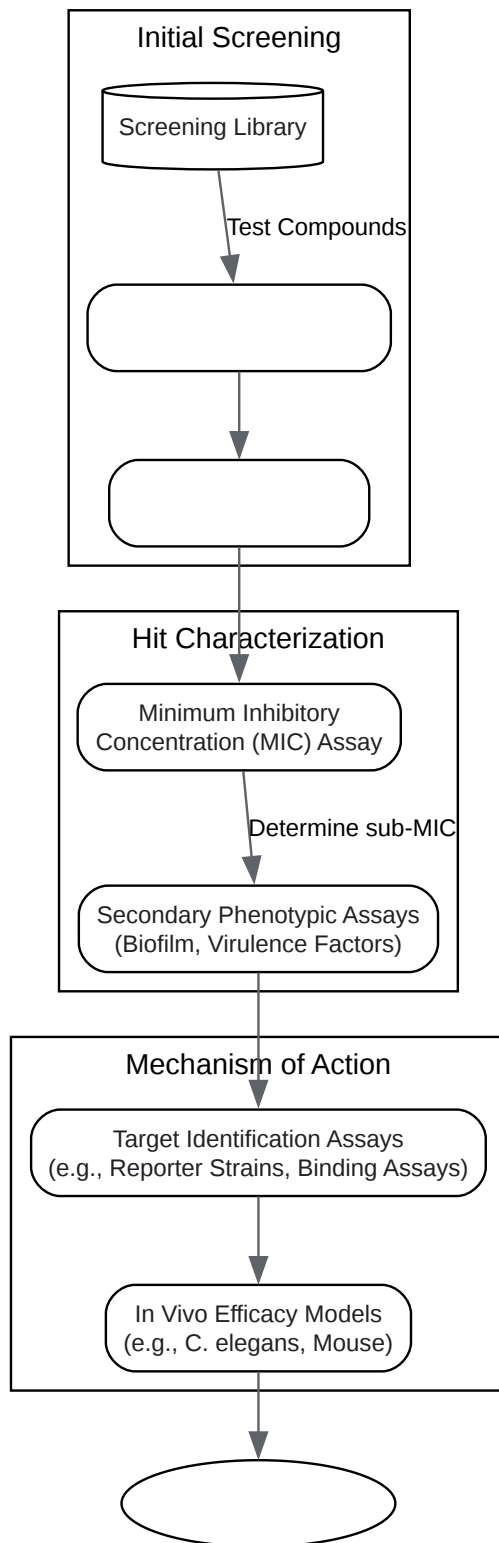 Initial Screening
Screening Library
Test Compounds
Hit Characterization
Minimum Inhibitory
Concentration (MIC) Assay
Determine sub-MIC
Secondary Phenotypic Assays
(Biofilm, Virulence Factors)
Mechanism of Action
Target Identification Assays
(e.g., Reporter Strains, Binding Assays)
In Vivo Efficacy Models
(e.g., C. elegans, Mouse)